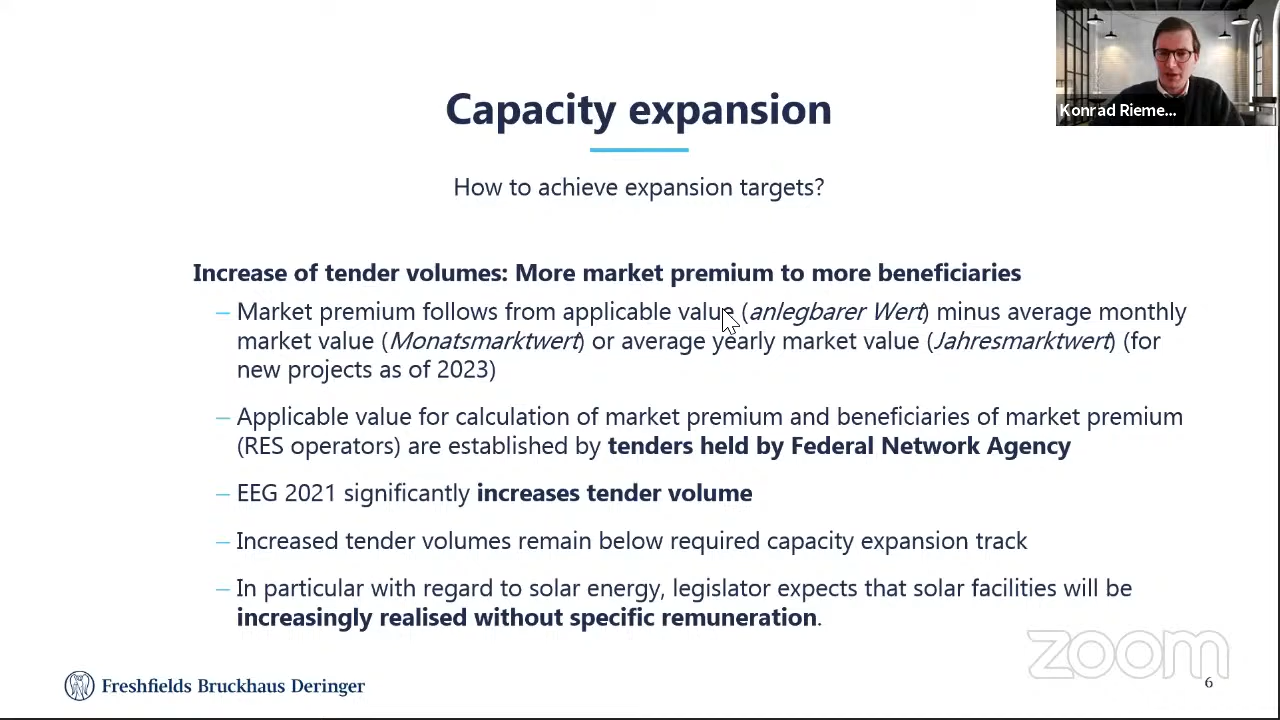 Konrad Rieme...
Capacity expansion
How to achieve expansion targets?
Increase of tender volumes: More market premium to more beneficiaries
– Market premium follows from applicable value (anlegbarer Wert) minus average monthly
market value (Monatsmarktwert) or average yearly market value (Jahresmarktwert) (for
new projects as of 2023)
– Applicable value for calculation of market premium and beneficiaries of market premium
(RES operators) are established by tenders held by Federal Network Agency
– EEG 2021 significantly increases tender volume
– Increased tender volumes remain below required capacity expansion track
– In particular with regard to solar energy, legislator expects that solar facilities will be
increasingly realised without specific remuneration.
zoom
Freshfields Bruckhaus Deringer
6